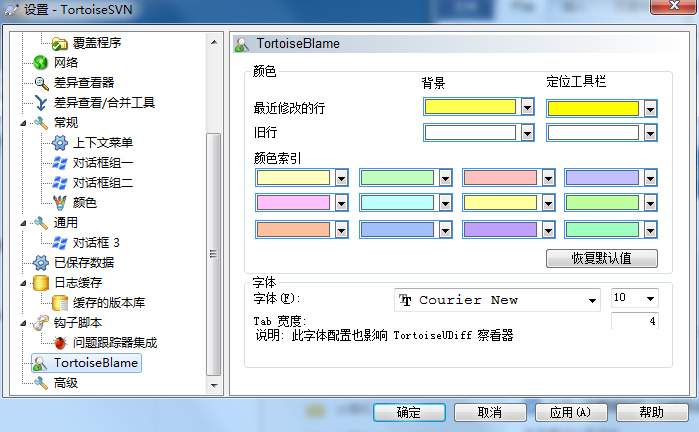 设置 - TortoiseSVN
覆盖程序
网络
差异查看器
差异查看/合并工具
常规
上下文菜单
对话框组一
对话框组二
颜色
通用
对话框 3
已保存数据
日志缓存
缓存的版本库
钩子脚本
问题跟踪器集成
TortoiseBlame
高级
TortoiseBlame
颜色
背景
定位工具栏
最近修改的行
旧行
颜色索引
恢复默认值
字体
字体(F):
Courier New
10
Tab 宽度:
4
说明: 此字体配置也影响 TortoiseUDiff 察看器
确定
取消
应用(A)
帮助